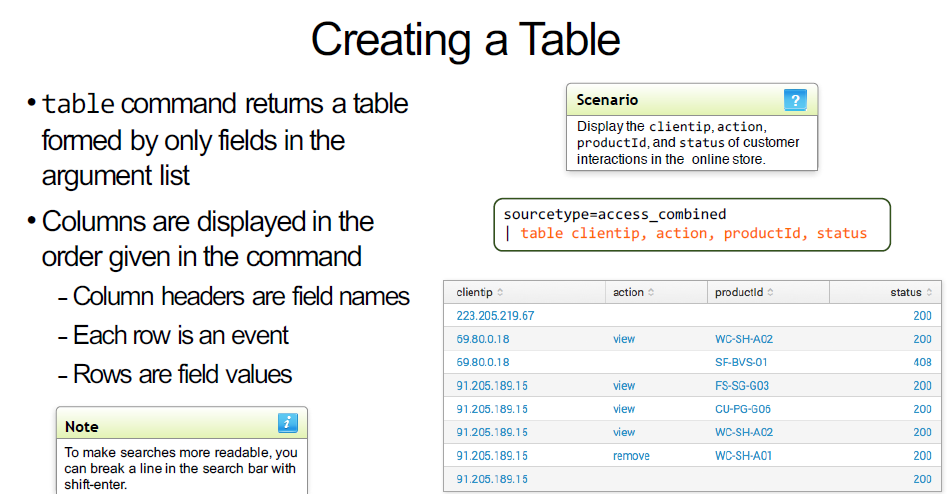 Creating a Table
• table command returns a table
formed by only fields in the
argument list
• Columns are displayed in the
order given in the command
- Column headers are field names
- Each row is an event
- Rows are field values
Note
To make searches more readable, you
can break a line in the search bar with
shift-enter.
Scenario
Display the clientip, action,
productId, and status of customer
interactions in the online store.
sourcetype=access_combined
| table clientip, action, productId, status
clientip action productId status
223.205.219.67 200
69.80.0.18 view WC-SH-A02 200
69.80.0.18 SF-BVS-01 408
91.205.189.15 view FS-SG-G03 200
91.205.189.15 view CU-PG-G06 200
91.205.189.15 view WC-SH-A02 200
91.205.189.15 remove WC-SH-A01 200
91.205.189.15 200